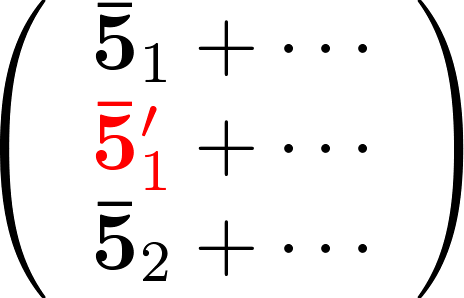 5̅₁ + ⋯
5̅′₁ + ⋯
5̅₂ + ⋯